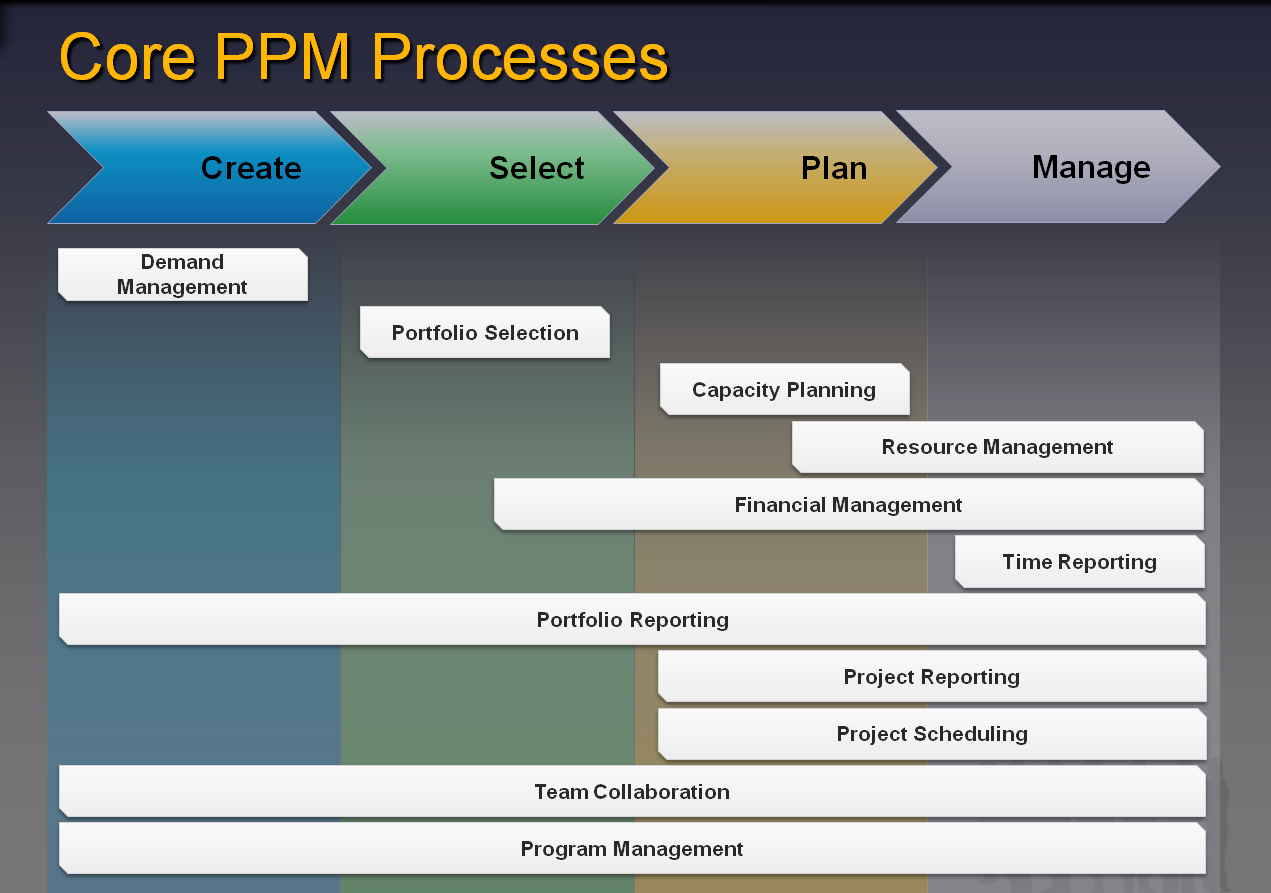 Core PPM Processes
Create
Select
Plan
Manage
Demand
Management
Portfolio Selection
Capacity Planning
Resource Management
Financial Management
Time Reporting
Portfolio Reporting
Project Reporting
Project Scheduling
Team Collaboration
Program Management